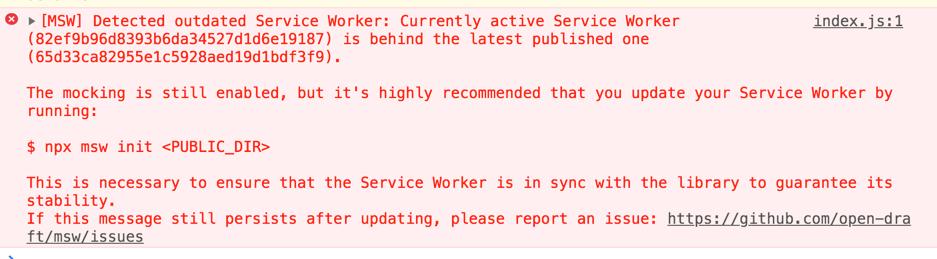 [MSW] Detected outdated Service Worker: Currently active Service Worker index.js:1
(82ef9b96d8393b6da34527d1d6e19187) is behind the latest published one
(65d33ca82955e1c5928aed19d1bdf3f9).
The mocking is still enabled, but it's highly recommended that you update your Service Worker by
running:
$ npx msw init <PUBLIC_DIR>
This is necessary to ensure that the Service Worker is in sync with the library to guarantee its
stability.
If this message still persists after updating, please report an issue: https://github.com/open-dra
ft/msw/issues